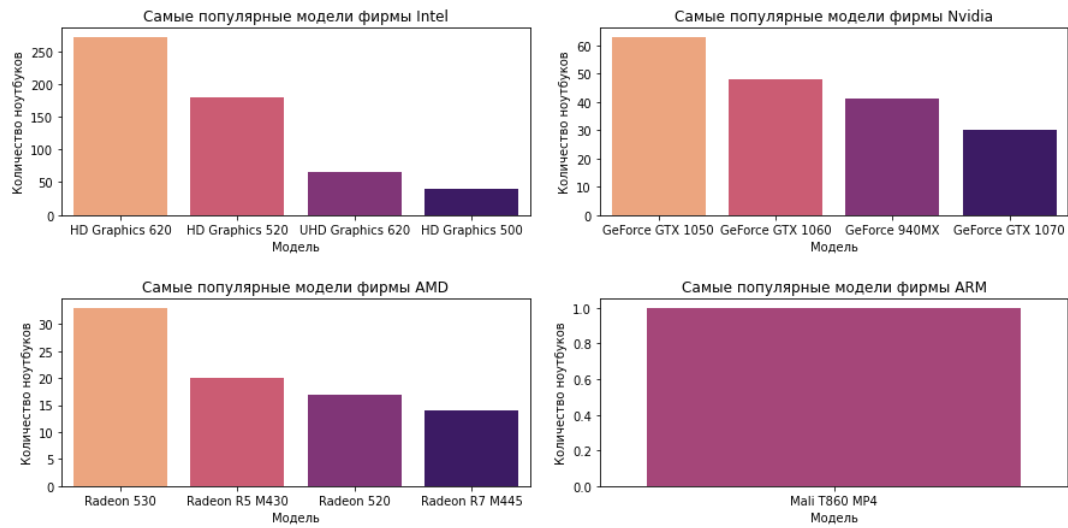 Самые популярные модели фирмы Intel
Количество ноутбуков
250
200
150
100
50
0
HD Graphics 620 HD Graphics 520 UHD Graphics 620 HD Graphics 500
Модель
Самые популярные модели фирмы Nvidia
Количество ноутбуков
60
50
40
30
20
10
0
GeForce GTX 1050 GeForce GTX 1060 GeForce 940MX GeForce GTX 1070
Модель
Самые популярные модели фирмы AMD
Количество ноутбуков
30
25
20
15
10
5
0
Radeon 530 Radeon R5 M430 Radeon 520 Radeon R7 M445
Модель
Самые популярные модели фирмы ARM
Количество ноутбуков
1.0
0.8
0.6
0.4
0.2
0.0
Mali T860 MP4
Модель